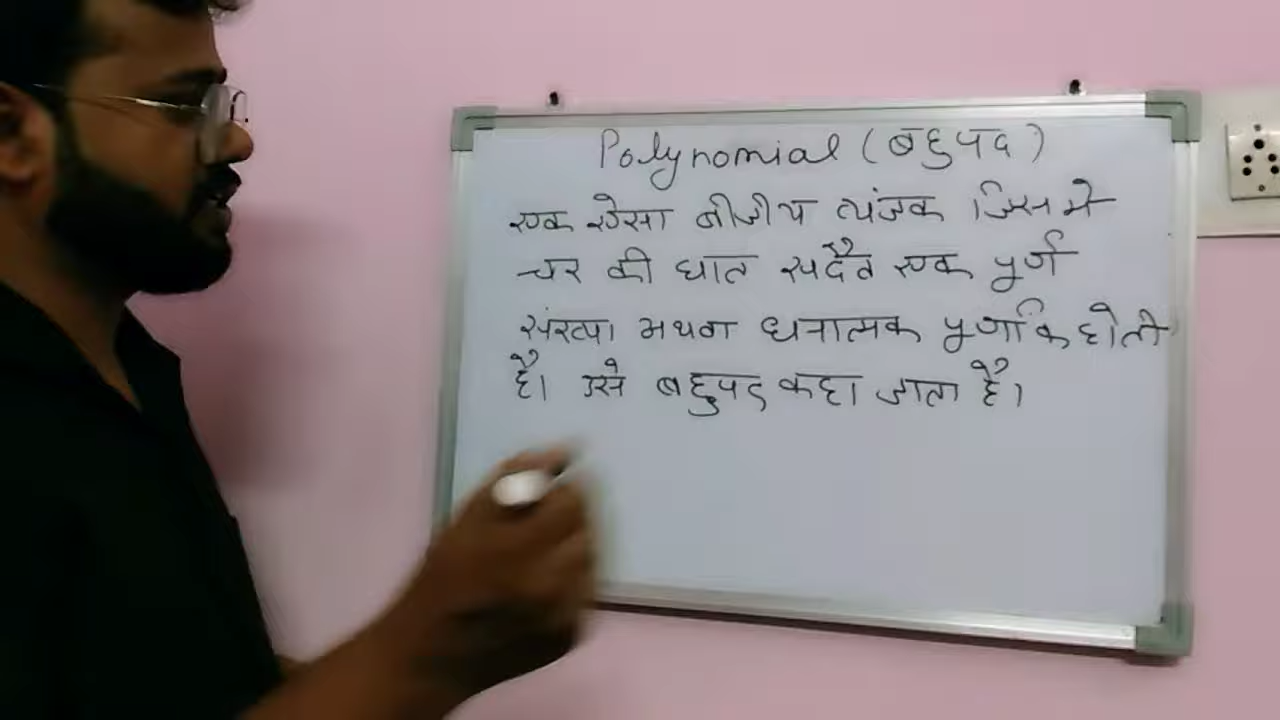 Polynomial (बहुपद)
एक ऐसा बीजीय व्यंजक जिसमे
चर की घात सदैव एक पूर्ण
संख्या अथवा धनात्मक पूर्णांक होती
है। उसे बहुपद कहा जाता है।